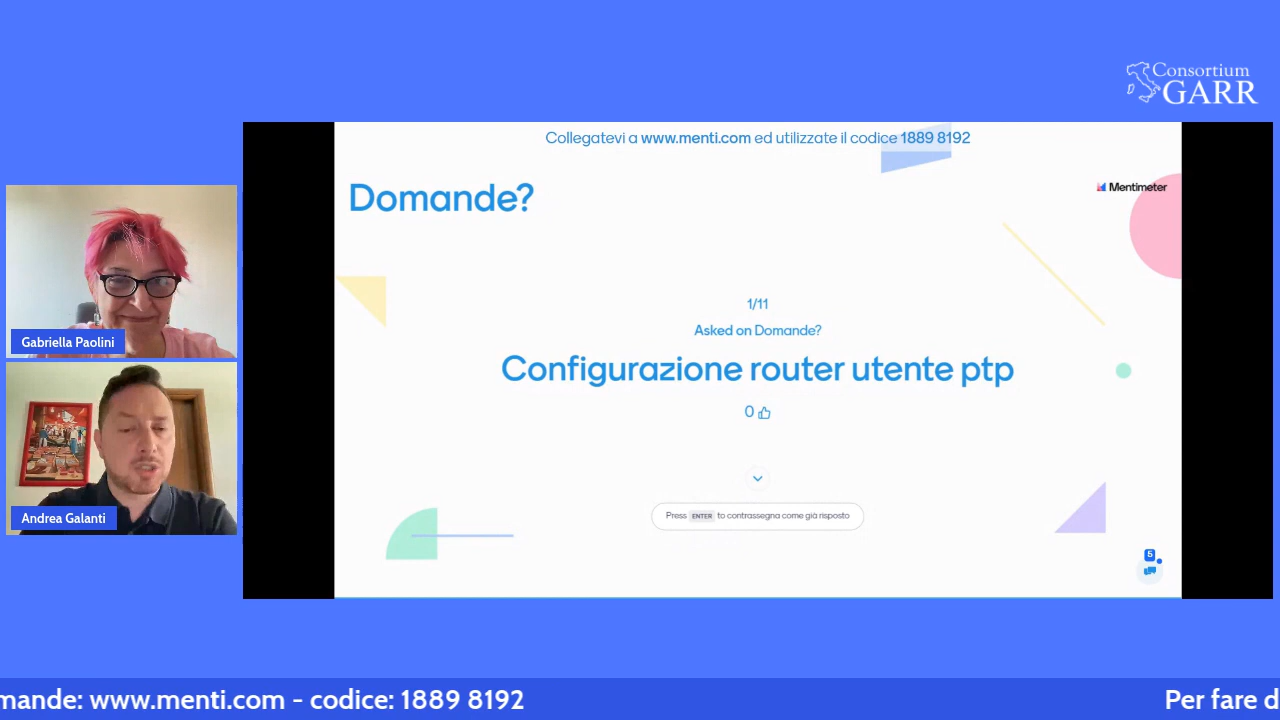 Consortium
GARR
Collegatevi a www.menti.com ed utilizzate il codice 1889 8192
Domande?
Mentimeter
1/11
Asked on Domande?
Configurazione router utente ptp
0
Press ENTER to contrassegna come già risposto
5
Gabriella Paolini
Andrea Galanti
mande: www.menti.com - codice: 1889 8192
Per fare d